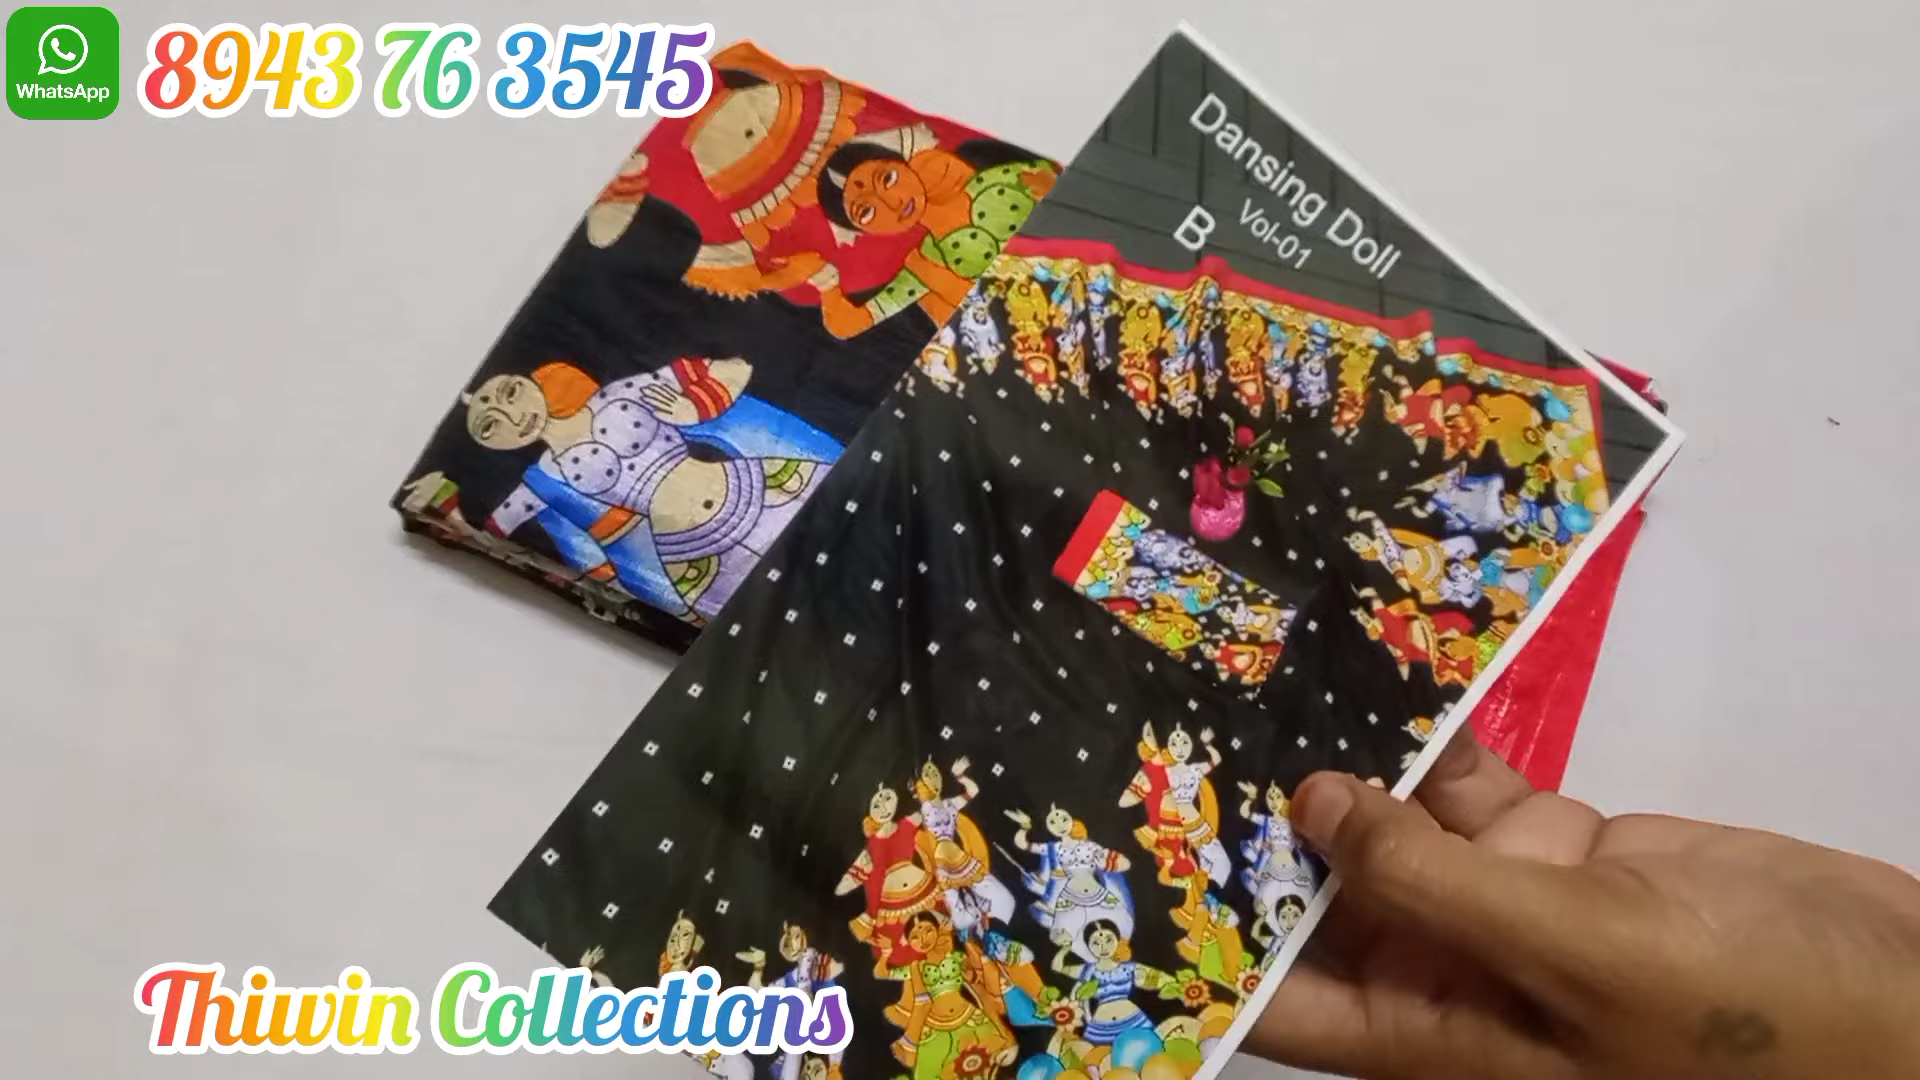 WhatsApp
8943 76 3545
Dansing Doll
Vol-01
B
Thiwin Collections